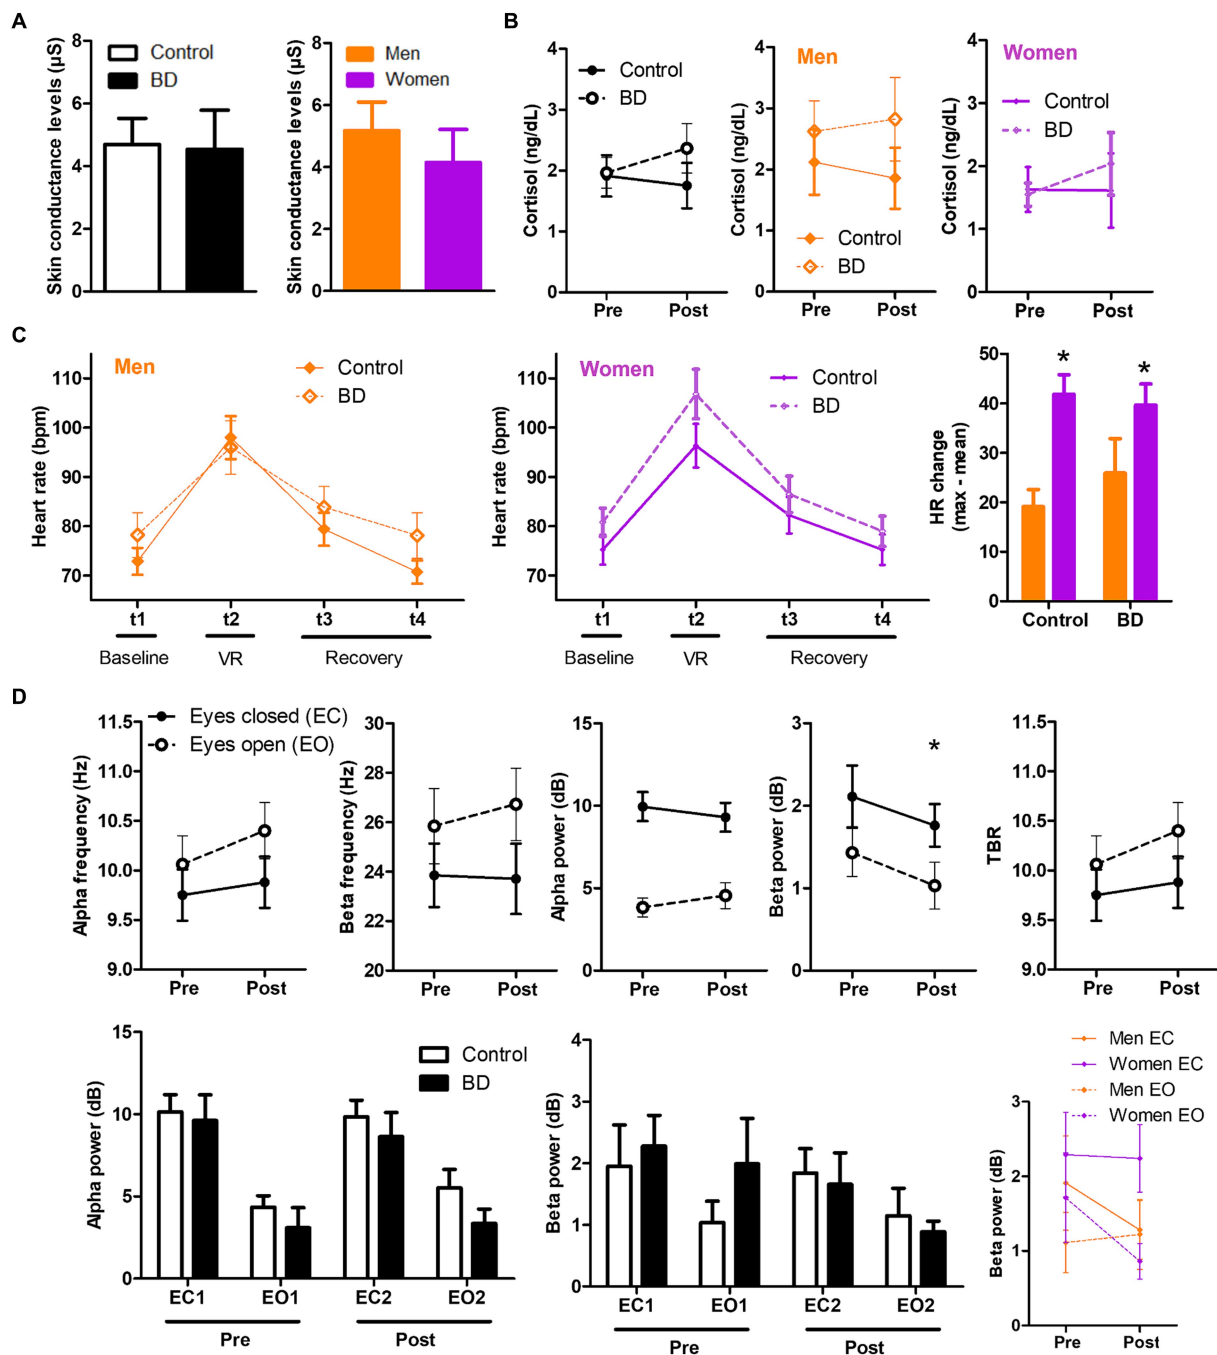 A
Skin conductance levels (µS)
8
6
4
2
0
Control
BD
Skin conductance levels (µS)
8
6
4
2
0
Men
Women
B
Cortisol (ng/dL)
4
3
2
1
0
Control
BD
Pre
Post
Cortisol (ng/dL)
4
3
2
1
0
Men
Control
BD
Pre
Post
Cortisol (ng/dL)
4
3
2
1
0
Women
Control
BD
Pre
Post
C
Heart rate (bpm)
110
100
90
80
70
Men
Control
BD
t1
t2
t3
t4
Baseline
VR
Recovery
Heart rate (bpm)
110
100
90
80
70
Women
Control
BD
t1
t2
t3
t4
Baseline
VR
Recovery
HR change
(max - mean)
50
40
30
20
10
0
*
*
Control
BD
D
Alpha frequency (Hz)
11.5
11.0
10.5
10.0
9.5
9.0
Eyes closed (EC)
Eyes open (EO)
Pre
Post
Beta frequency (Hz)
30
28
26
24
22
20
Pre
Post
Alpha power (dB)
15
10
5
0
Pre
Post
Beta power (dB)
3
2
1
0
*
Pre
Post
TBR
11.5
11.0
10.5
10.0
9.5
9.0
Pre
Post
Alpha power (dB)
15
10
5
0
Control
BD
EC1
EO1
EC2
EO2
Pre
Post
Beta power (dB)
4
3
2
1
0
EC1
EO1
EC2
EO2
Pre
Post
Men EC
Women EC
Men EO
Women EO
Beta power (dB)
3
2
1
0
Pre
Post